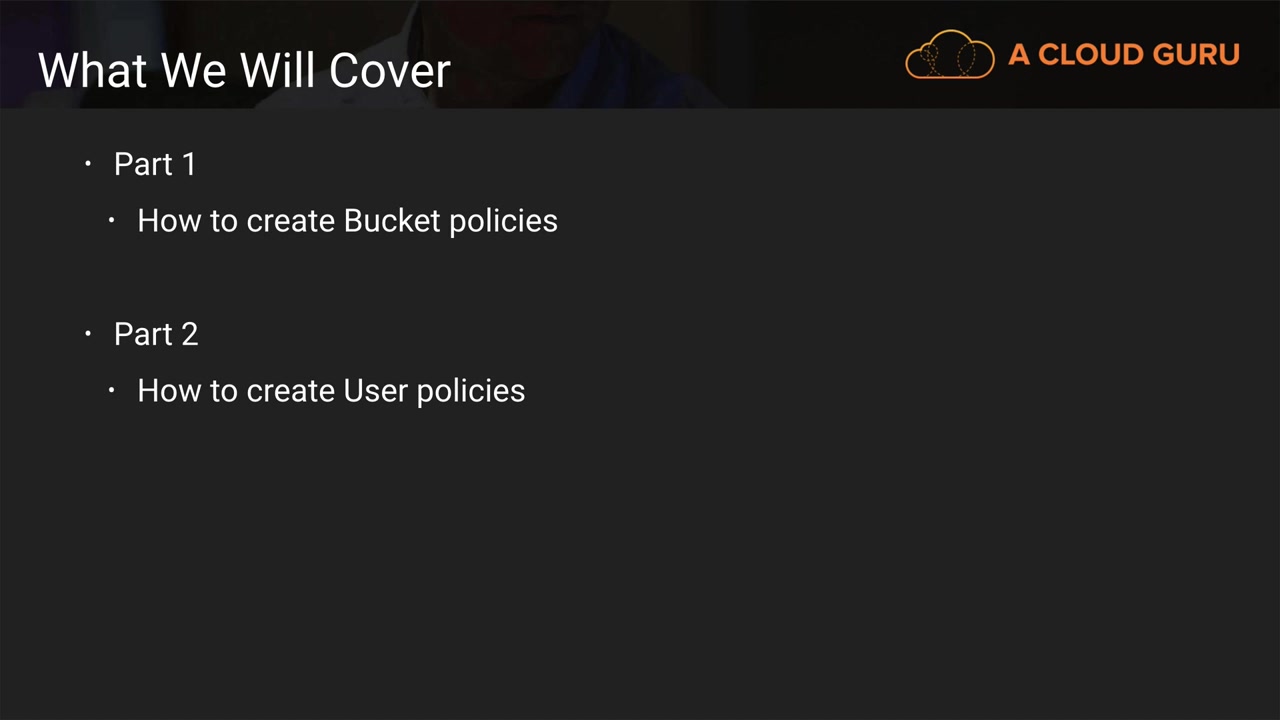 What We Will Cover
A CLOUD GURU
• Part 1
• How to create Bucket policies
• Part 2
• How to create User policies